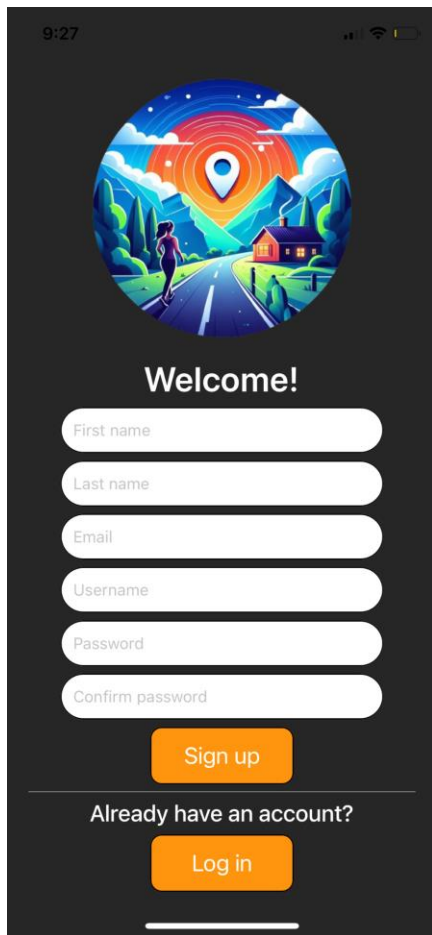 9:27
Welcome!
First name
Last name
Email
Username
Password
Confirm password
Sign up
Already have an account?
Log in